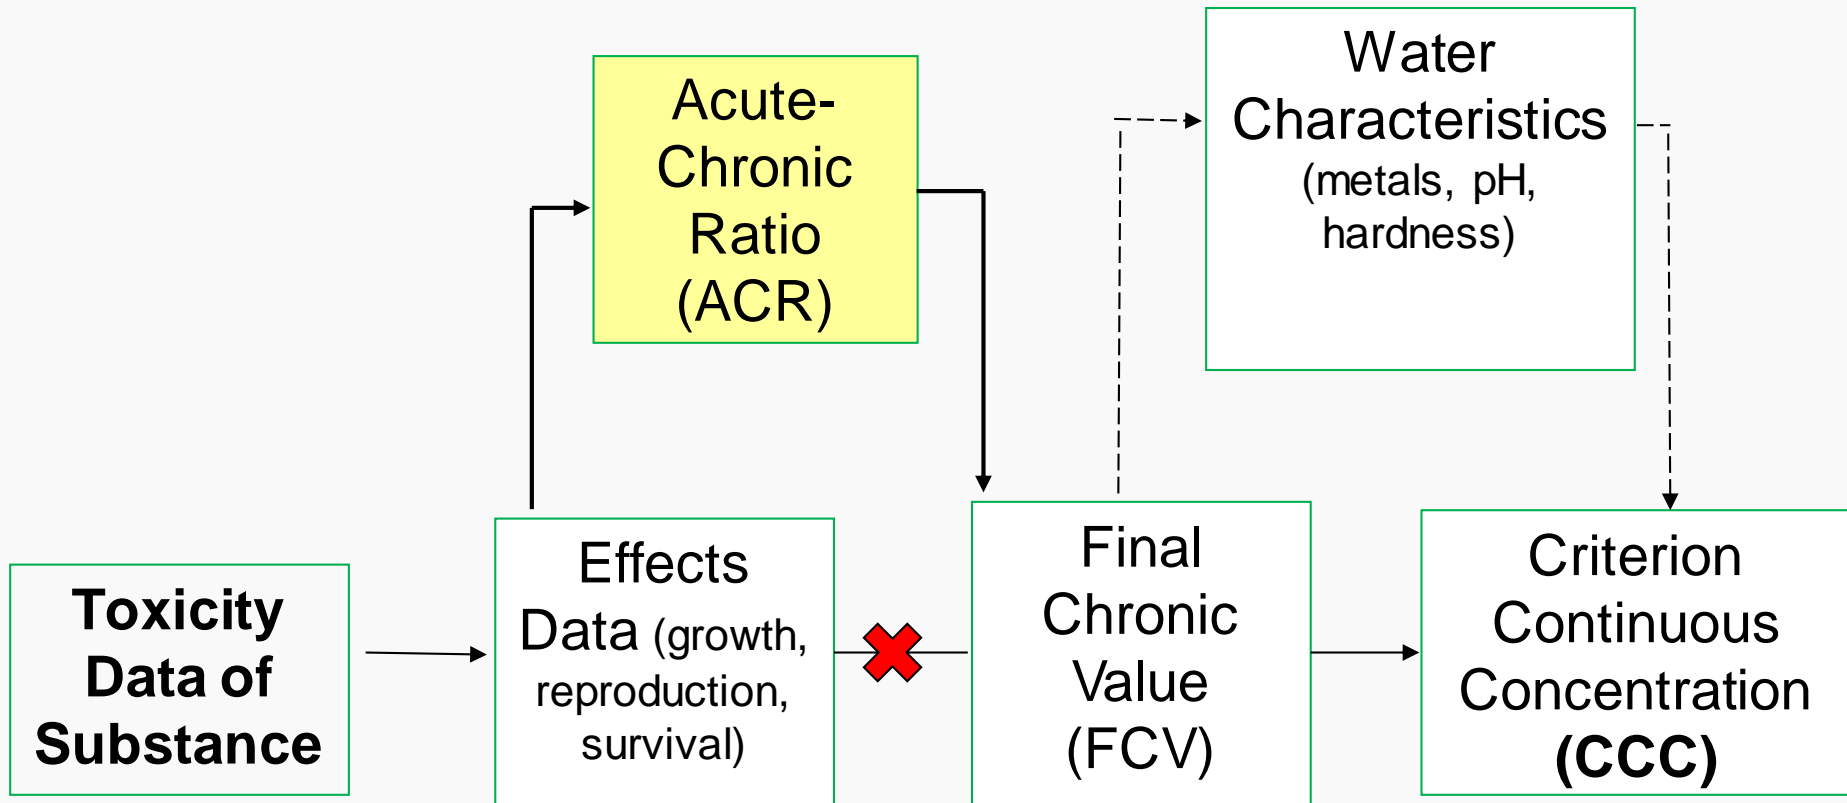 Toxicity
Data of
Substance
Effects
Data (growth,
reproduction,
survival)
Acute-
Chronic
Ratio
(ACR)
Final
Chronic
Value
(FCV)
Water
Characteristics
(metals, pH,
hardness)
Criterion
Continuous
Concentration
(CCC)